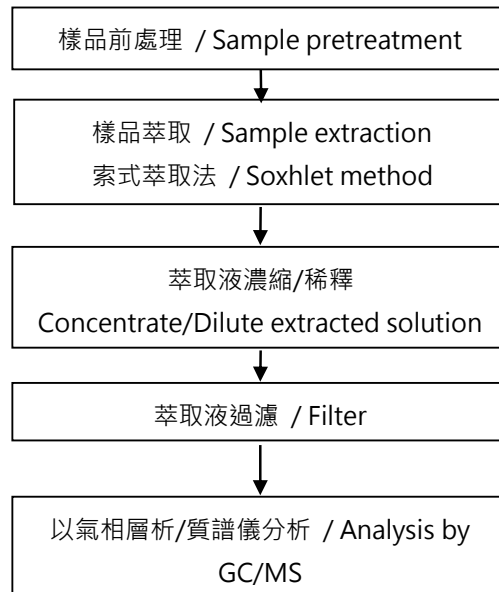 樣品前處理 / Sample pretreatment
樣品萃取 / Sample extraction
索式萃取法 / Soxhlet method
萃取液濃縮/稀釋
Concentrate/Dilute extracted solution
萃取液過濾 / Filter
以氣相層析/質譜儀分析 / Analysis by
GC/MS